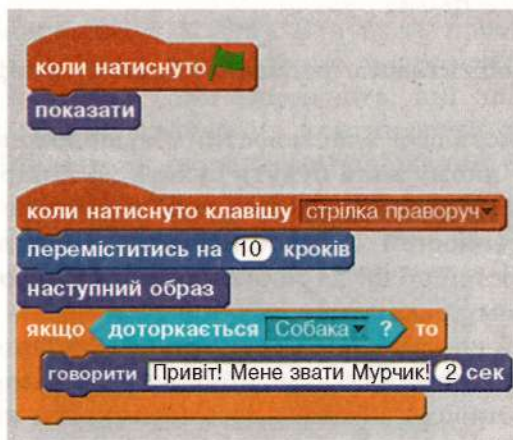 коли натиснуто
показати
коли натиснуто клавішу стрілка праворуч
переміститись на 10 кроків
наступний образ
якщо доторкається Собака ? то
говорити Привіт! Мене звати Мурчик! 2 сек